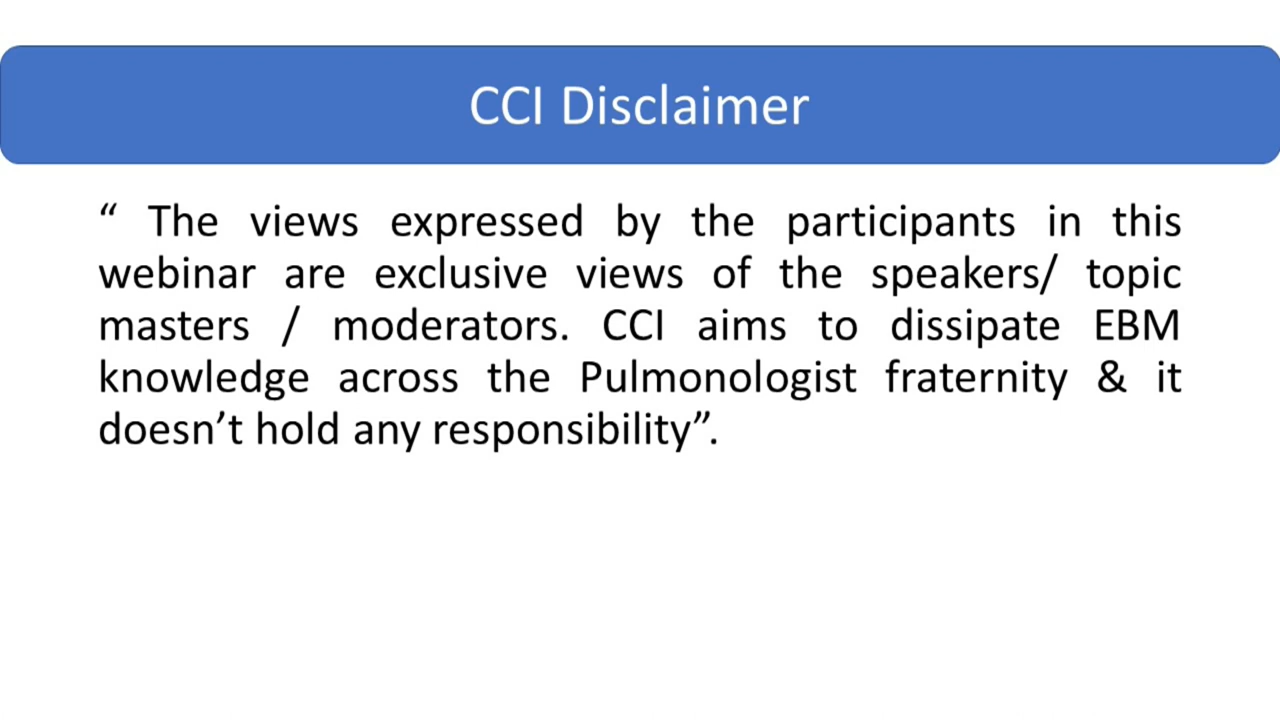 CCI Disclaimer
“ The views expressed by the participants in this
webinar are exclusive views of the speakers/ topic
masters / moderators. CCI aims to dissipate EBM
knowledge across the Pulmonologist fraternity & it
doesn’t hold any responsibility”.